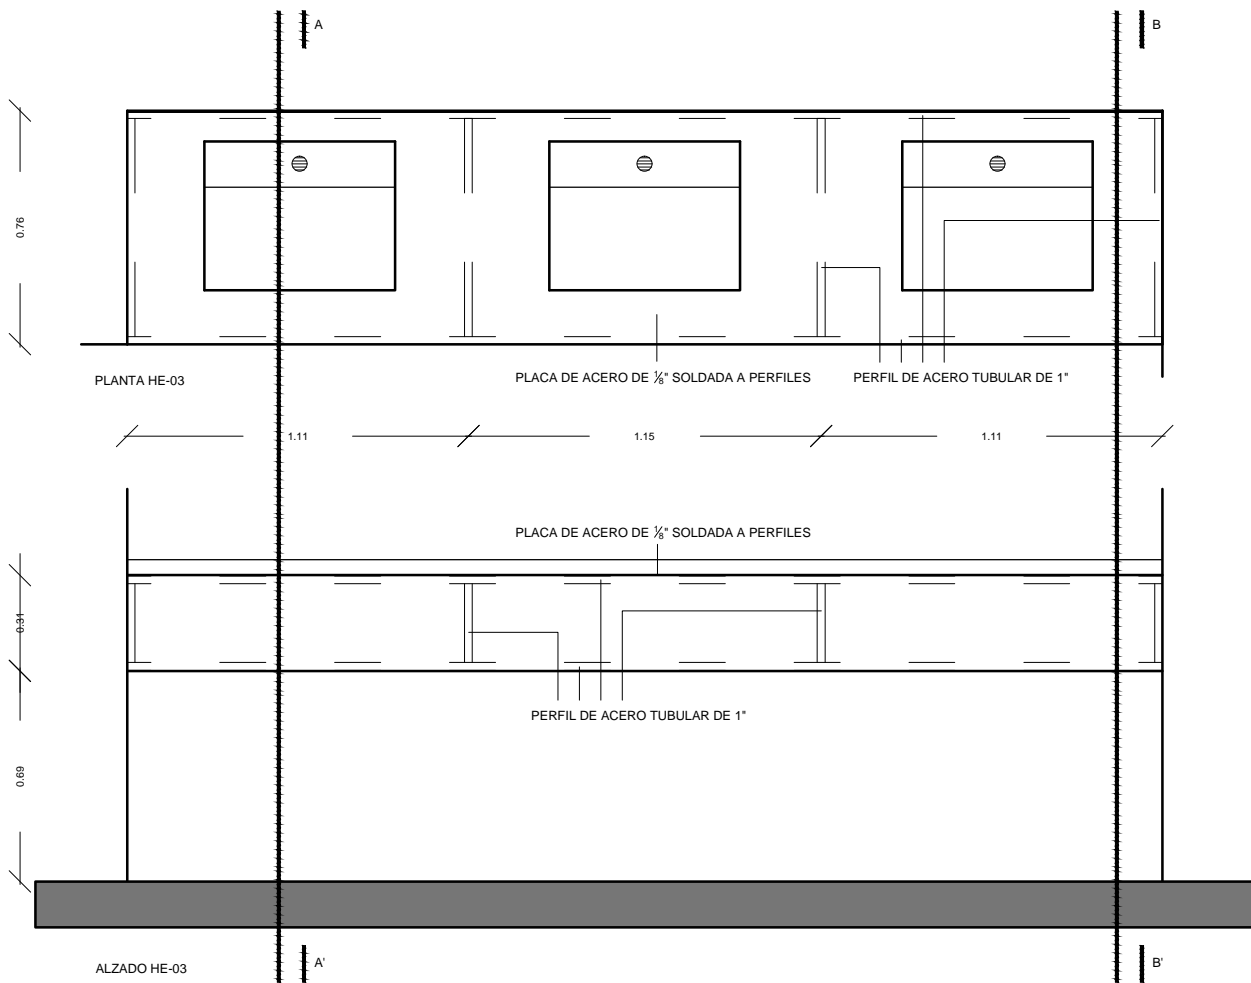 A
B
0.76
PLANTA HE-03
PLACA DE ACERO DE ⅛" SOLDADA A PERFILES
PERFIL DE ACERO TUBULAR DE 1"
1.11
1.15
1.11
PLACA DE ACERO DE ⅛" SOLDADA A PERFILES
0.31
PERFIL DE ACERO TUBULAR DE 1"
0.69
ALZADO HE-03
A'
B'